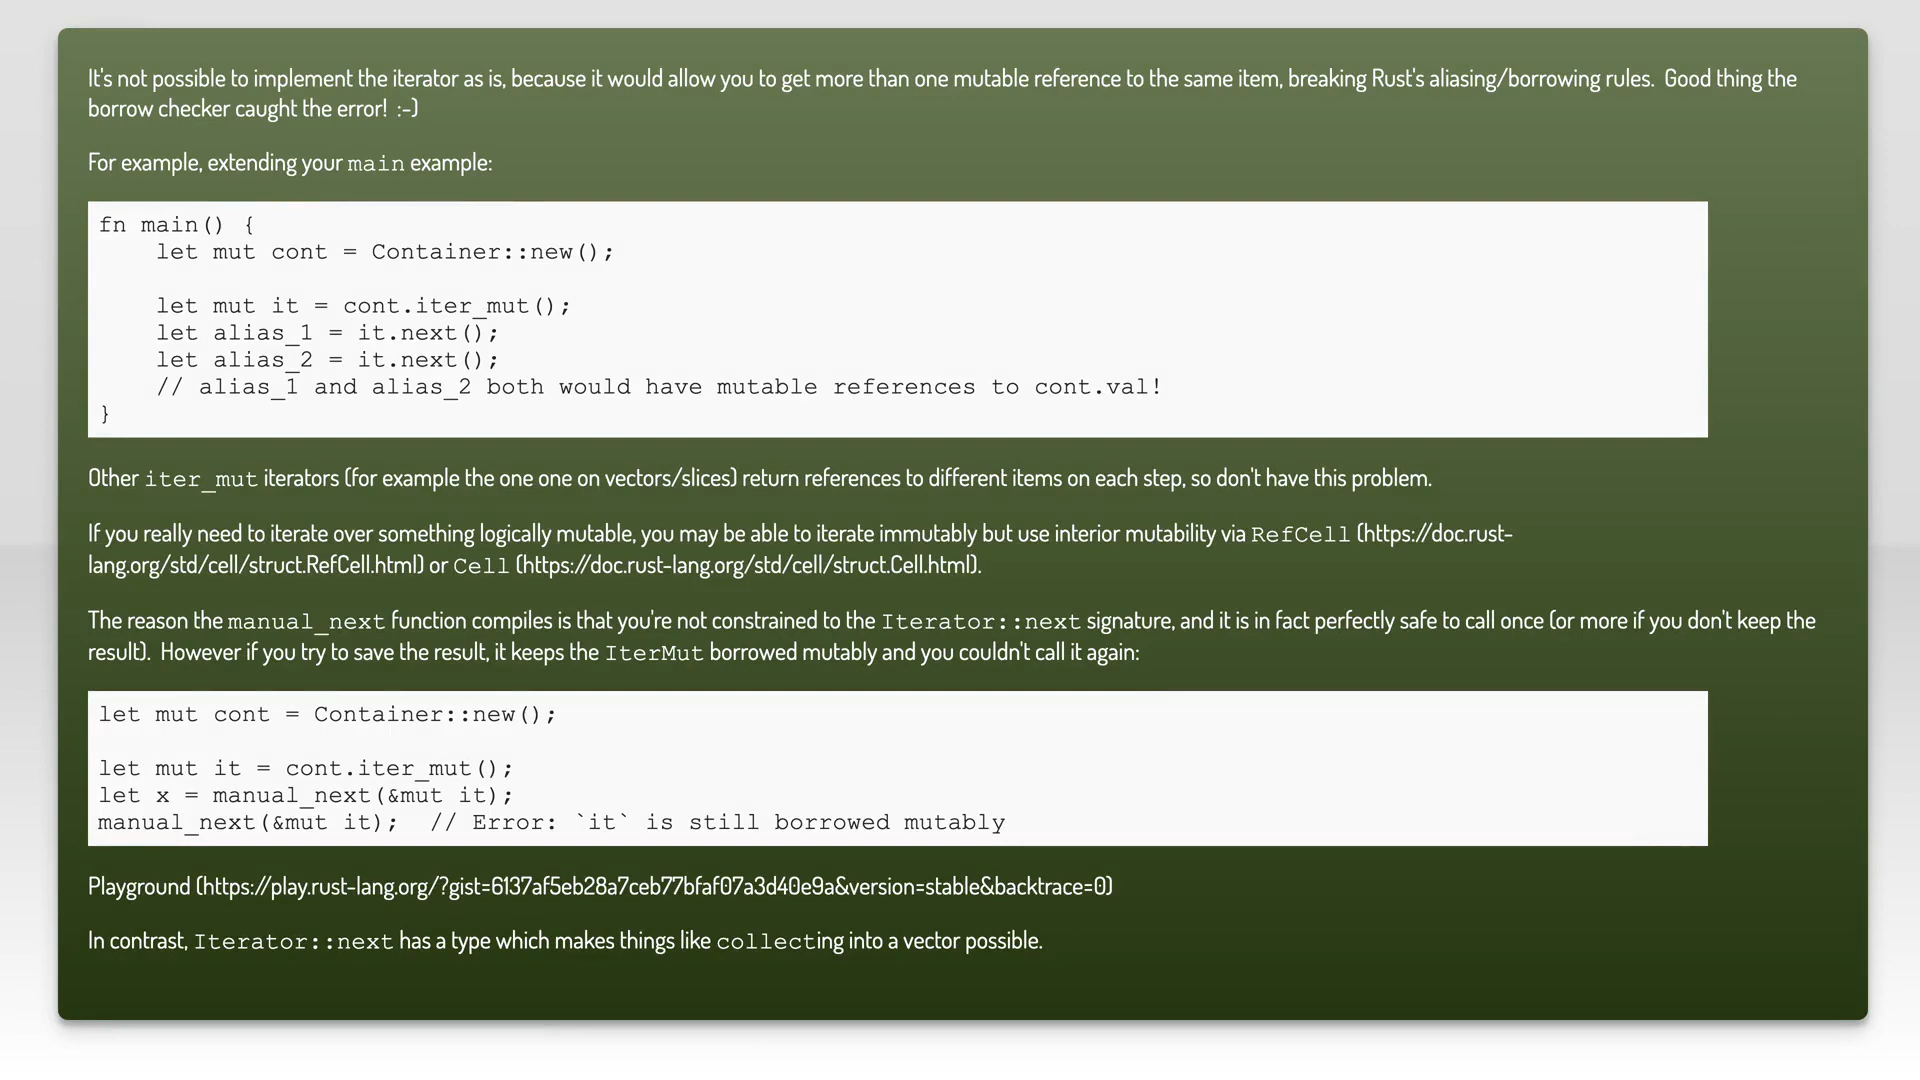 It's not possible to implement the iterator as is, because it would allow you to get more than one mutable reference to the same item, breaking Rust's aliasing/borrowing rules.  Good thing the
borrow checker caught the error!  :-)
For example, extending your main example:
fn main() {
    let mut cont = Container::new();
    let mut it = cont.iter_mut();
    let alias_1 = it.next();
    let alias_2 = it.next();
    // alias_1 and alias_2 both would have mutable references to cont.val!
}
Other iter_mut iterators (for example the one one on vectors/slices) return references to different items on each step, so don't have this problem.
If you really need to iterate over something logically mutable, you may be able to iterate immutably but use interior mutability via RefCell (https://doc.rust-
lang.org/std/cell/struct.RefCell.html) or Cell (https://doc.rust-lang.org/std/cell/struct.Cell.html).
The reason the manual_next function compiles is that you're not constrained to the Iterator::next signature, and it is in fact perfectly safe to call once (or more if you don't keep the
result).  However if you try to save the result, it keeps the IterMut borrowed mutably and you couldn't call it again:
let mut cont = Container::new();
let mut it = cont.iter_mut();
let x = manual_next(&mut it);
manual_next(&mut it);  // Error: `it` is still borrowed mutably
Playground (https://play.rust-lang.org/?gist=6137af5eb28a7ceb77bfaf07a3d40e9a&version=stable&backtrace=0)
In contrast, Iterator::next has a type which makes things like collecting into a vector possible.